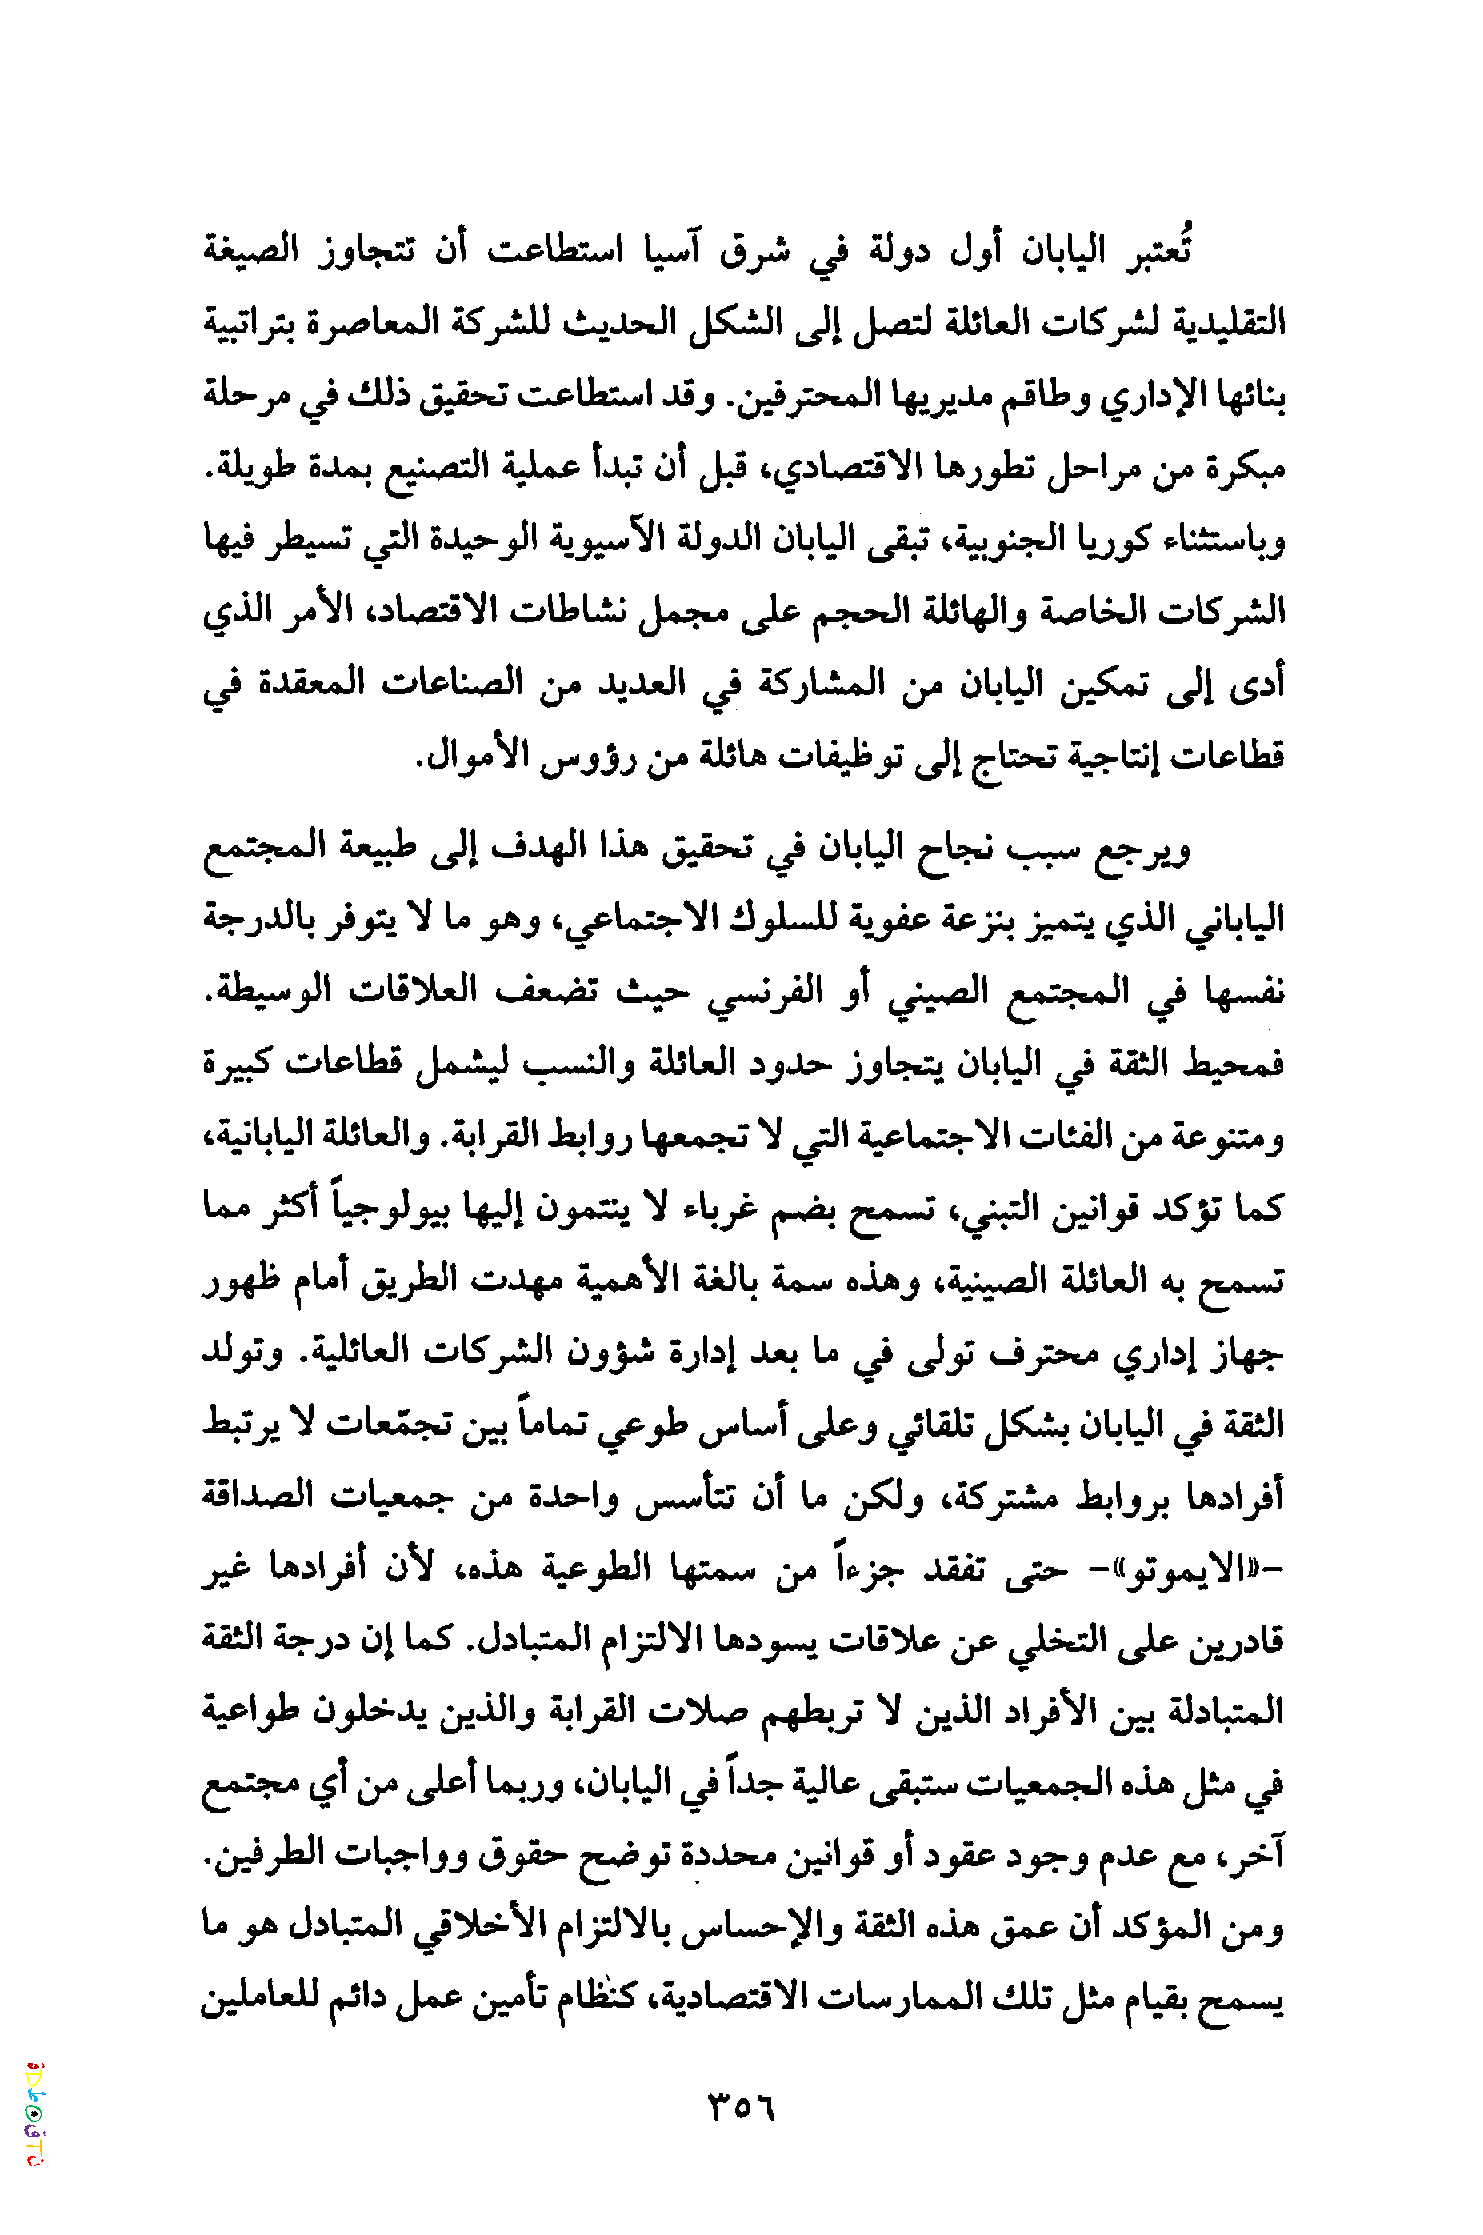 تُعتبر اليابان أول دولة في شرق آسيا استطاعت أن تتجاوز الصيغة
التقليدية لشركات العائلة لتصل إلى الشكل الحديث للشركة المعاصرة بتراتبية
بنائها الإداري وطاقم مديريها المحترفين. وقد استطاعت تحقيق ذلك في مرحلة
مبكرة من مراحل تطورها الاقتصادي، قبل أن تبدأ عملية التصنيع بمدة طويلة.
وباستثناء كوريا الجنوبية، تبقى اليابان الدولة الآسيوية الوحيدة التي تسيطر فيها
الشركات الخاصة والهائلة الحجم على مجمل نشاطات الاقتصاد، الأمر الذي
أدى إلى تمكين اليابان من المشاركة في العديد من الصناعات المعقدة في
قطاعات إنتاجية تحتاج إلى توظيفات هائلة من رؤوس الأموال.
ويرجع سبب نجاح اليابان في تحقيق هذا الهدف إلى طبيعة المجتمع
الياباني الذي يتميز بنزعة عفوية للسلوك الاجتماعي، وهو ما لا يتوفر بالدرجة
نفسها في المجتمع الصيني أو الفرنسي حيث تضعف العلاقات الوسيطة.
فمحيط الثقة في اليابان يتجاوز حدود العائلة والنسب ليشمل قطاعات كبيرة
ومتنوعة من الفئات الاجتماعية التي لا تجمعها روابط القرابة. والعائلة اليابانية،
كما تؤكد قوانين التبني، تسمح بضم غرباء لا ينتمون إليها بيولوجياً أكثر مما
تسمح به العائلة الصينية، وهذه سمة بالغة الأهمية مهدت الطريق أمام ظهور
جهاز إداري محترف تولى في ما بعد إدارة شؤون الشركات العائلية. وتولد
الثقة في اليابان بشكل تلقائي وعلى أساس طوعي تماماً بين تجمّعات لا يرتبط
أفرادها بروابط مشتركة، ولكن ما أن تتأسس واحدة من جمعيات الصداقة
-«الايموتو»- حتى تفقد جزءاً من سمتها الطوعية هذه، لأن أفرادها غير
قادرين على التخلي عن علاقات يسودها الالتزام المتبادل. كما إن درجة الثقة
المتبادلة بين الأفراد الذين لا تربطهم صلات القرابة والذين يدخلون طواعية
في مثل هذه الجمعيات ستبقى عالية جداً في اليابان، وربما أعلى من أي مجتمع
آخر، مع عدم وجود عقود أو قوانين محددة توضح حقوق وواجبات الطرفين.
ومن المؤكد أن عمق هذه الثقة والإحساس بالالتزام الأخلاقي المتبادل هو ما
يسمح بقيام مثل تلك الممارسات الاقتصادية، كنظام تأمين عمل دائم للعاملين
٣٥٦